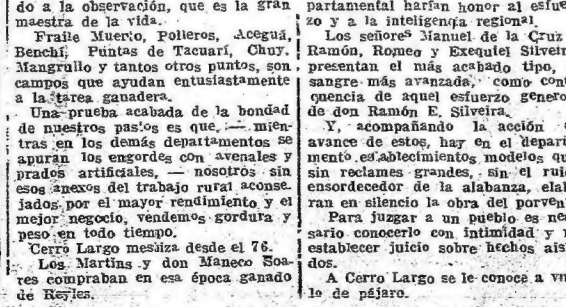 do a la observación, que es la gran
maestra de la vida.
Fraile Muerto, Polleros, Aceguá,
Benchí, Puntas de Tacuarí, Chuy.
Mangrullo y tantos otros puntos, son
campos que ayudan entusiastamente
a la tarea ganadera.
Una prueba acabada de la bondad
de nuestros pastos es que, — mien-
tras en los demás departamentos se
apuran los engordes con avenales y
prados artificiales, — nosotros sin
esos anexos del trabajo rural aconse-
jados por el mayor rendimiento y el
mejor negocio, vendemos gordura y
peso en todo tiempo.
Cerro Largo mestiza desde el 76.
Los Martins y don Maneco Soa-
res compraban en esa época ganado
de Reyles.
partamental harían honor al esfue
zo y a la inteligencia regional
Los señores Manuel de la Cruz
Ramón, Romeo y Exequiel Silveir
presentan el más acabado tipo,
sangre más avanzada, como con
cuencia de aquel esfuerzo genero
de don Ramón E. Silveira.
Y, acompañando la acción
avance de estos, hay en el depart
mento establecimientos modelos qu
sin reclames grandes, sin el ruid
ensordecedor de la alabanza, elab
ran en silencio la obra del porven
Para juzgar a un pueblo es ne
sario conocerlo con intimidad y
establecer juicio sobre hechos ais
dos.
A Cerro Largo se le conoce a vu
lo de pájaro.